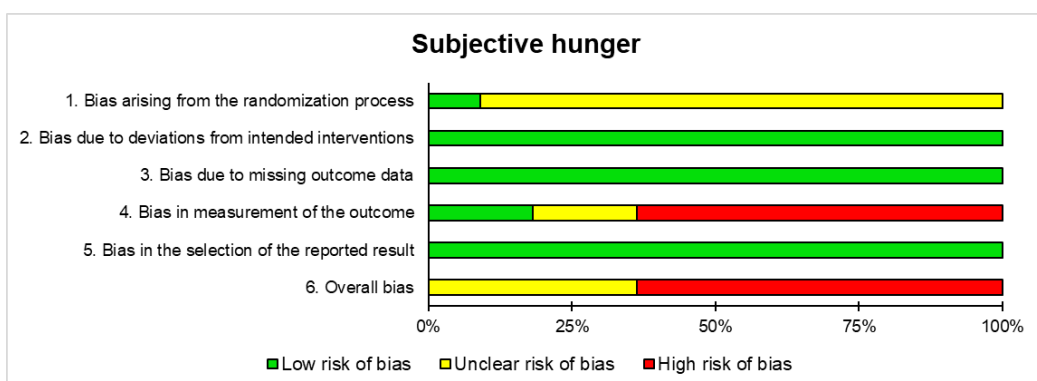 Subjective hunger
1. Bias arising from the randomization process
2. Bias due to deviations from intended interventions
3. Bias due to missing outcome data
4. Bias in measurement of the outcome
5. Bias in the selection of the reported result
6. Overall bias
0% 25% 50% 75% 100%
Low risk of bias Unclear risk of bias High risk of bias